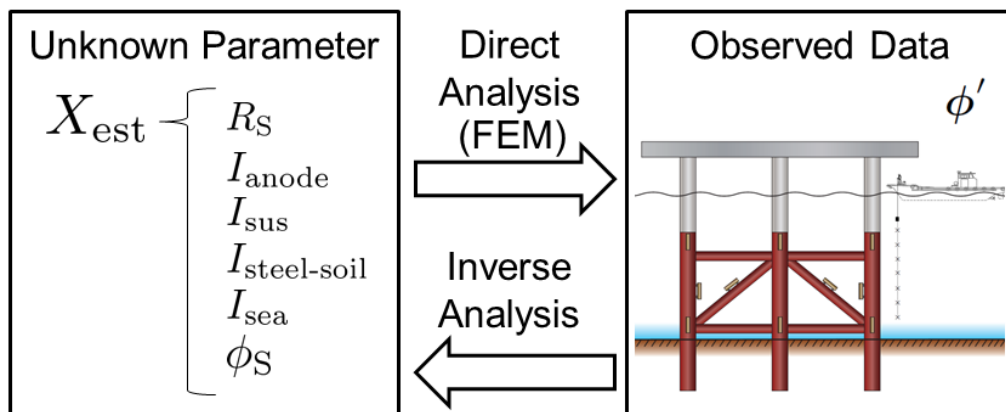 Unknown Parameter
X_est
R_S
I_anode
I_sus
I_steel-soil
I_sea
ϕ_S
Direct
Analysis
(FEM)
Inverse
Analysis
Observed Data
ϕ′